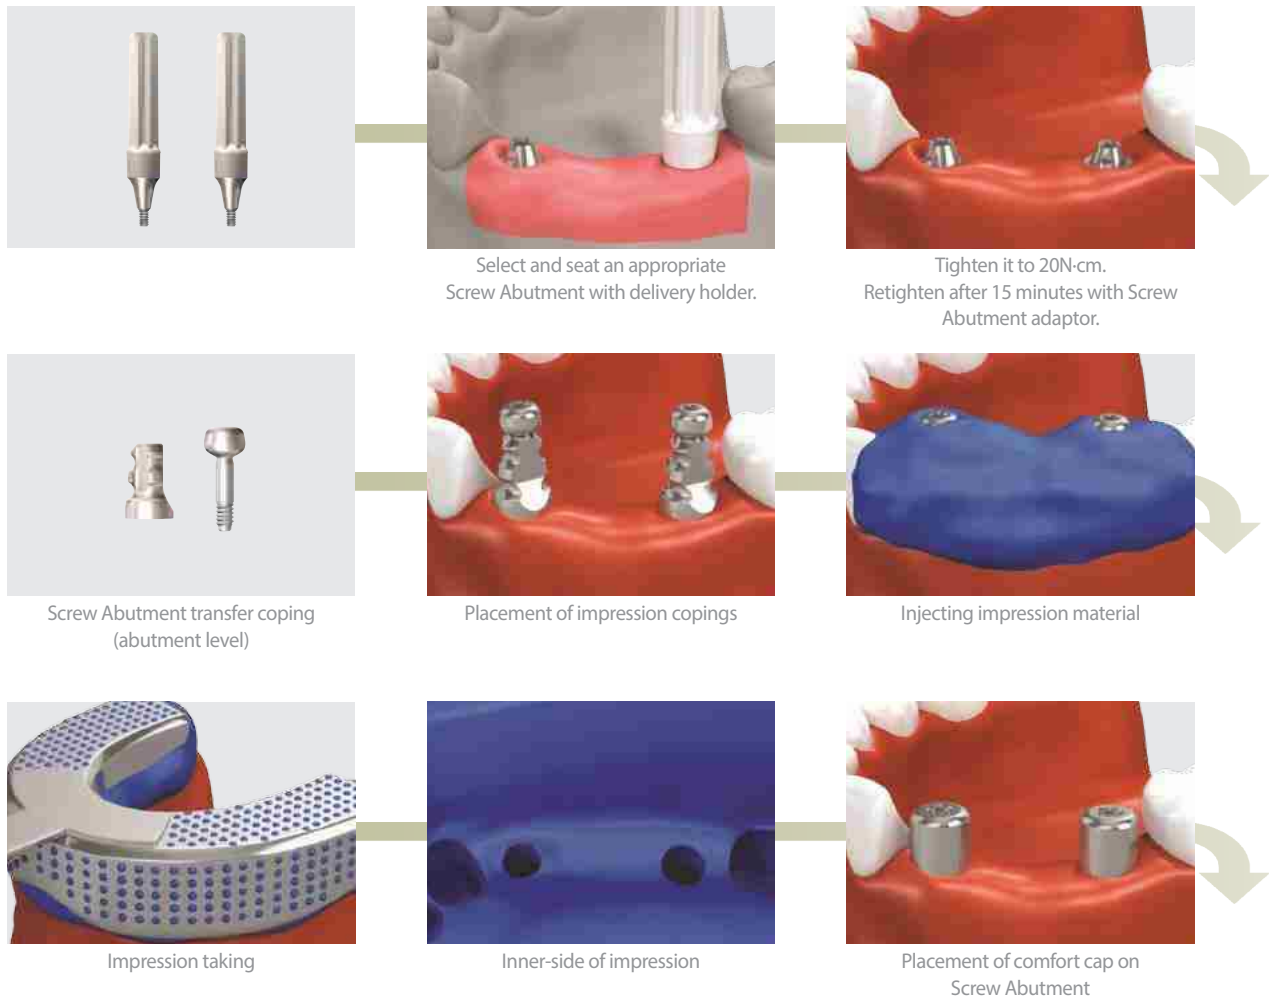 Select and seat an appropriate
Screw Abutment with delivery holder.
Tighten it to 20N·cm.
Retighten after 15 minutes with Screw
Abutment adaptor.
Screw Abutment transfer coping
(abutment level)
Placement of impression copings
Injecting impression material
Impression taking
Inner-side of impression
Placement of comfort cap on
Screw Abutment